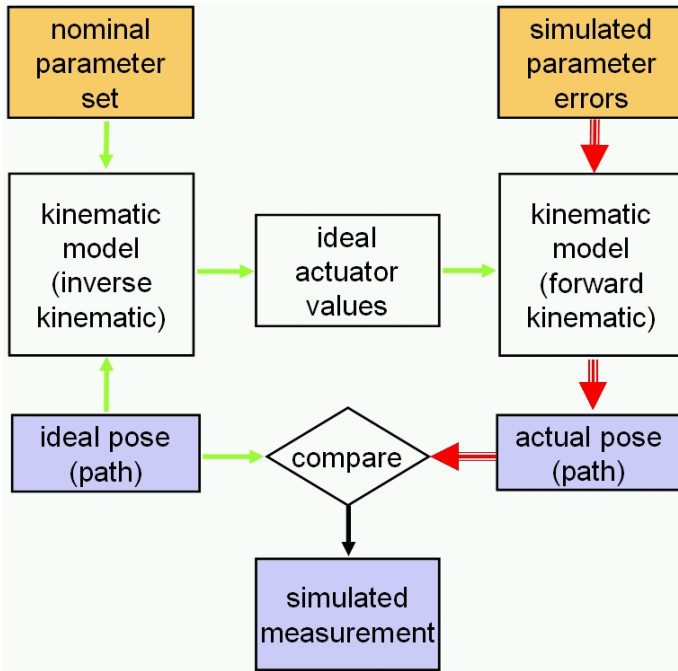 nominal
parameter
set
simulated
parameter
errors
kinematic
model
(inverse
kinematic)
ideal
actuator
values
kinematic
model
(forward
kinematic)
ideal pose
(path)
compare
actual pose
(path)
simulated
measurement